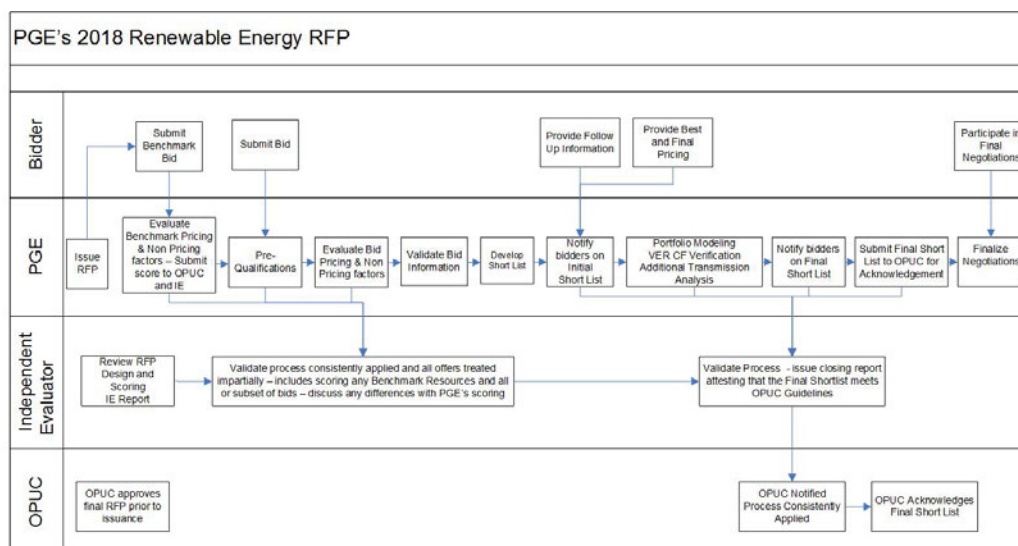 PGE's 2018 Renewable Energy RFP
Bidder
Submit
Benchmark
Bid
Submit Bid
Provide Follow
Up Information
Provide Best
and Final
Pricing
Participate in
Final
Negotiations
PGE
Issue
RFP
Evaluate
Benchmark Pricing
& Non Pricing
factors – Submit
score to OPUC
and IE
Pre-
Qualifications
Evaluate Bid
Pricing & Non
Pricing factors
Validate Bid
Information
Develop
Short List
Notify
bidders on
Initial
Short List
Portfolio Modeling
VER CF Verification
Additional Transmission
Analysis
Notify bidders
on Final
Short List
Submit Final Short
List to OPUC for
Acknowledgement
Finalize
Negotiations
Independent
Evaluator
Review RFP
Design and
Scoring
IE Report
Validate process consistently applied and all offers treated
impartially – includes scoring any Benchmark Resources and all
or subset of bids – discuss any differences with PGE's scoring
Validate Process - issue closing report
attesting that the Final Shortlist meets
OPUC Guidelines
OPUC
OPUC approves
final RFP prior to
issuance
OPUC Notified
Process Consistently
Applied
OPUC Acknowledges
Final Short List